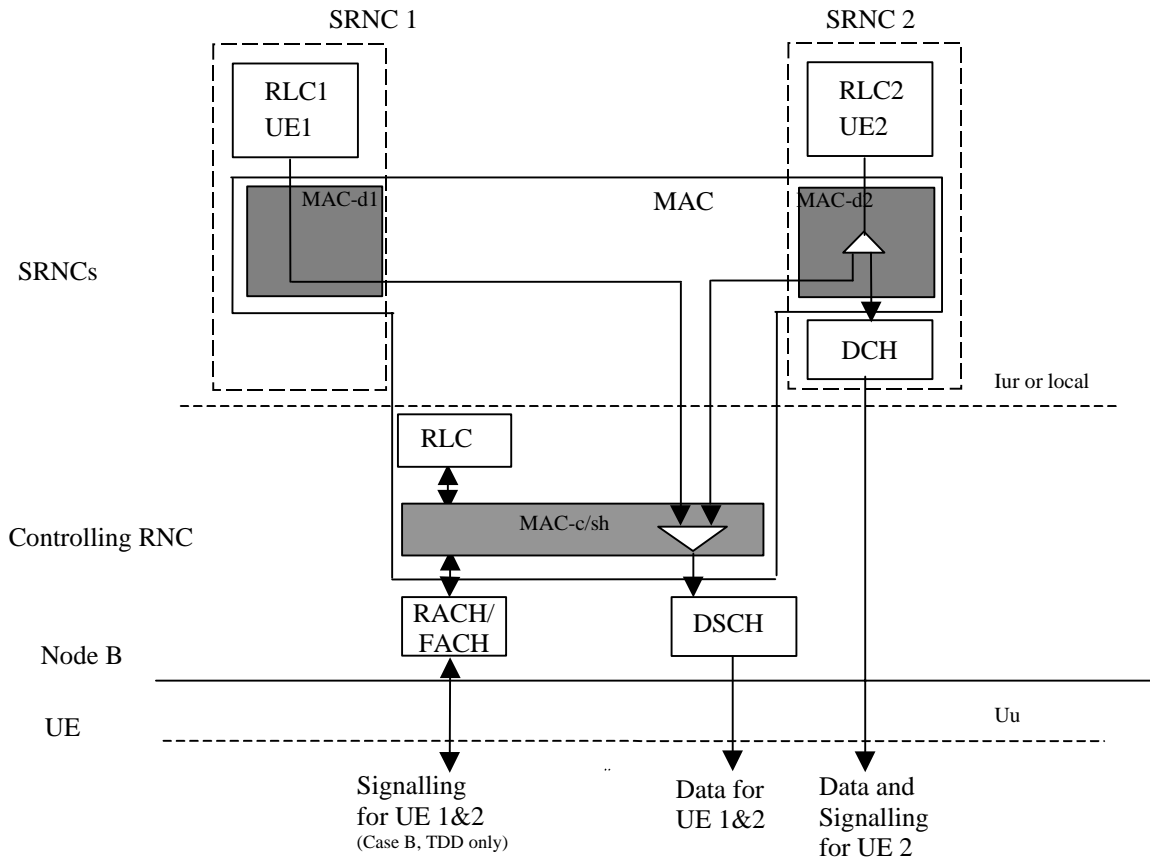 SRNC 1
SRNC 2
RLC1
UE1
RLC2
UE2
MAC-d1
MAC
MAC-d2
SRNCs
DCH
Iur or local
RLC
MAC-c/sh
Controlling RNC
RACH/
FACH
DSCH
Node B
UE
Uu
..
Signalling
for UE 1&2
(Case B, TDD only)
Data for
UE 1&2
Data and
Signalling
for UE 2